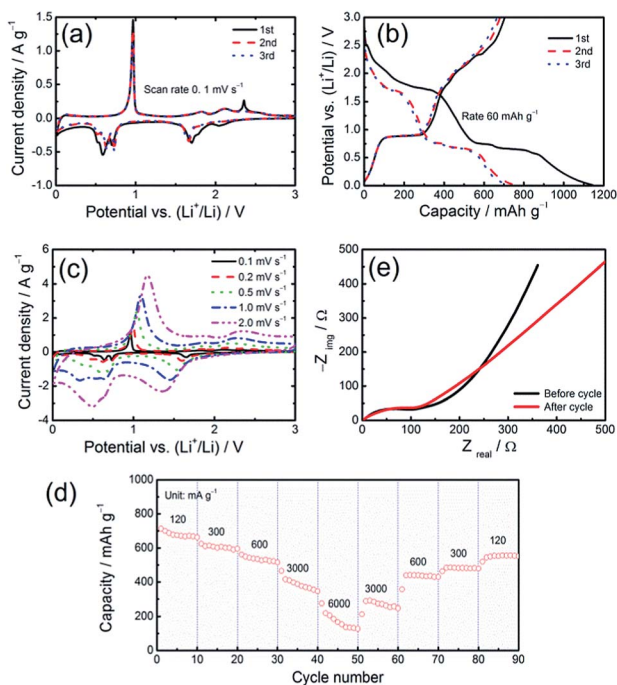 (a)
1st
2nd
3rd
Scan rate 0. 1 mV s⁻¹
Current density / A g⁻¹
1.5
1.0
0.5
0.0
-0.5
-1.0
0
1
2
3
Potential vs. (Li⁺/Li) / V
(b)
1st
2nd
3rd
Rate 60 mAh g⁻¹
Potential vs. (Li⁺/Li) / V
3.0
2.5
2.0
1.5
1.0
0.5
0.0
0 200 400 600 800 1000 1200
Capacity / mAh g⁻¹
(c)
0.1 mV s⁻¹
0.2 mV s⁻¹
0.5 mV s⁻¹
1.0 mV s⁻¹
2.0 mV s⁻¹
Current density / A g⁻¹
6
4
2
0
-2
-4
0 1 2 3
Potential vs. (Li⁺/Li) / V
(e)
Before cycle
After cycle
–Z img / Ω
500
400
300
200
100
0
0 100 200 300 400 500
Z real / Ω
(d)
Unit: mA g⁻¹
120
300
600
3000
6000
3000
600
300
120
Capacity / mAh g⁻¹
1000
800
600
400
200
0
0 10 20 30 40 50 60 70 80 90
Cycle number